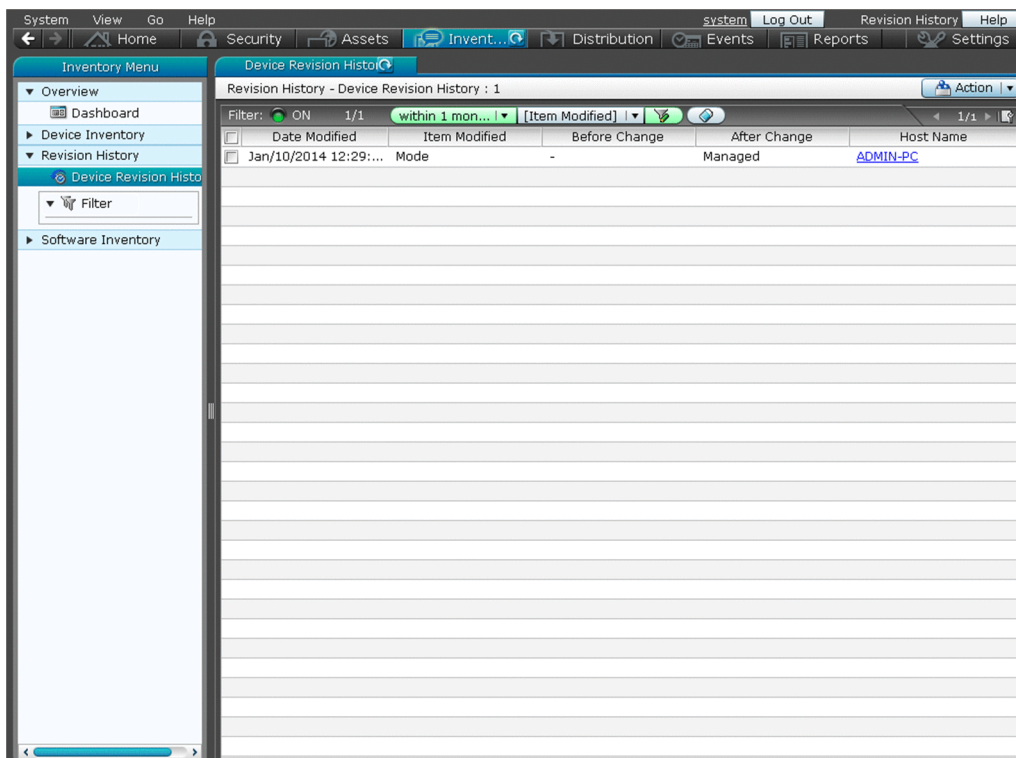 System View Go Help system Log Out Revision History Help
Home Security Assets Invent... Distribution Events Reports Settings
Inventory Menu
Device Revision Histo
Overview
Dashboard
Device Inventory
Revision History
Device Revision Histo
Filter
Software Inventory
Revision History - Device Revision History : 1 Action
Filter: ON 1/1 within 1 mon... [Item Modified] 1/1
Date Modified Item Modified Before Change After Change Host Name
Jan/10/2014 12:29:... Mode - Managed ADMIN-PC